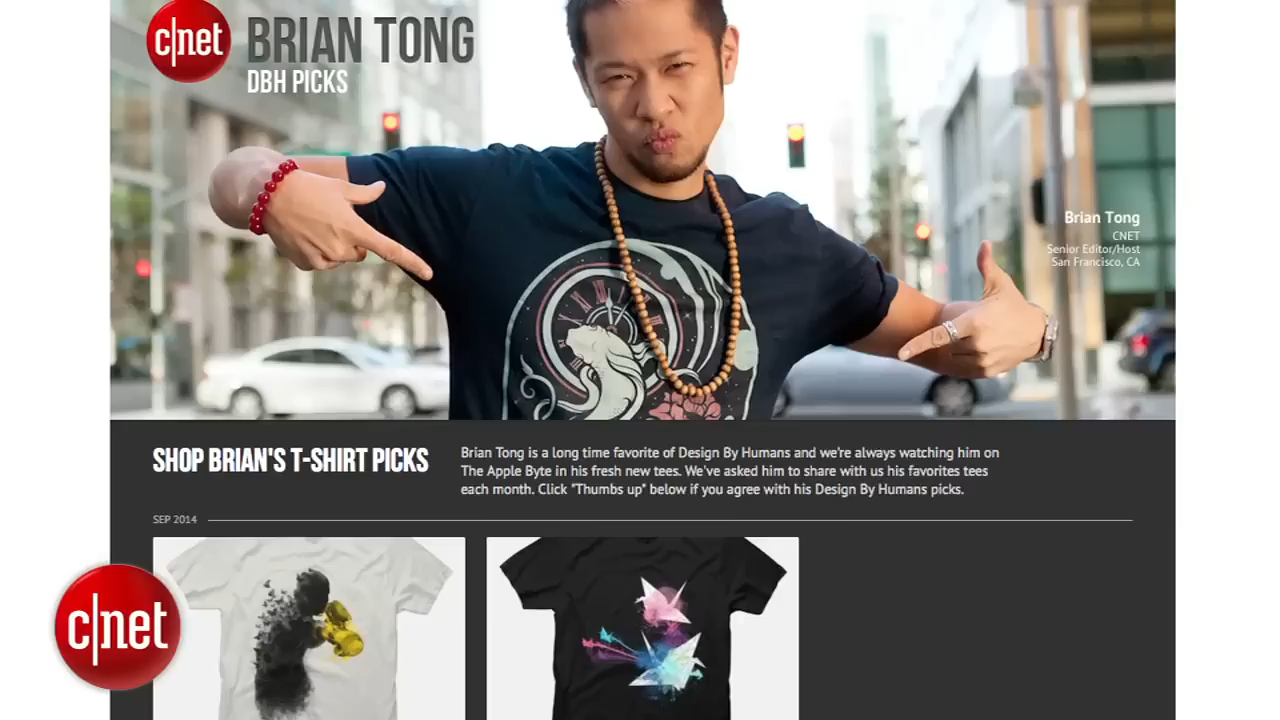 c|net
BRIAN TONG
DBH PICKS
Brian Tong
CNET
Senior Editor/Host
San Francisco, CA
SHOP BRIAN'S T-SHIRT PICKS
Brian Tong is a long time favorite of Design By Humans and we're always watching him on
The Apple Byte in his fresh new tees. We've asked him to share with us his favorites tees
each month. Click "Thumbs up" below if you agree with his Design By Humans picks.
SEP 2014
c|net